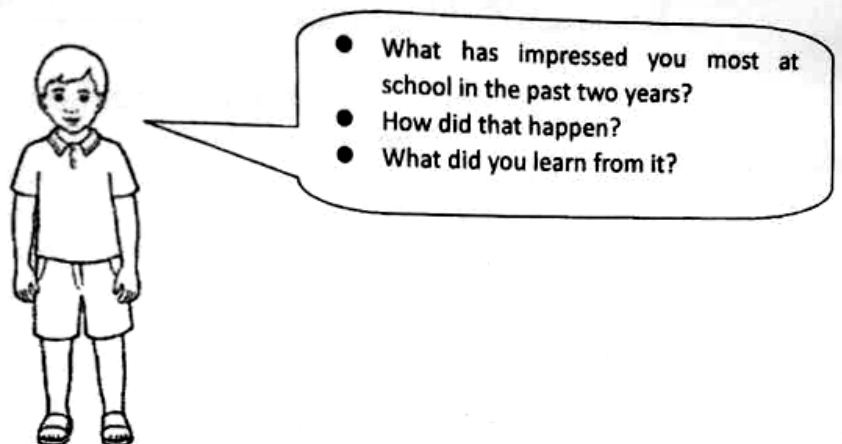 ● What has impressed you most at
school in the past two years?
● How did that happen?
● What did you learn from it?